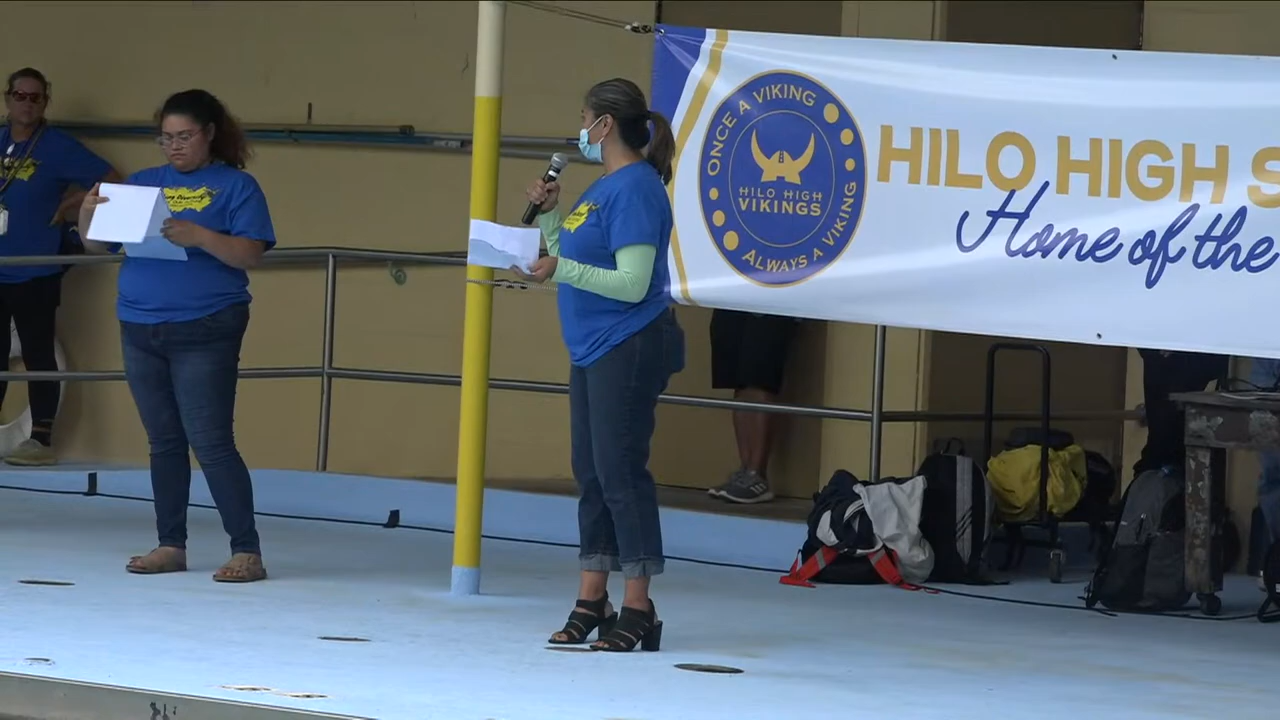 ONCE A VIKING
HILO HIGH
VIKINGS
ALWAYS A VIKING
HILO HIGH S
Home of the